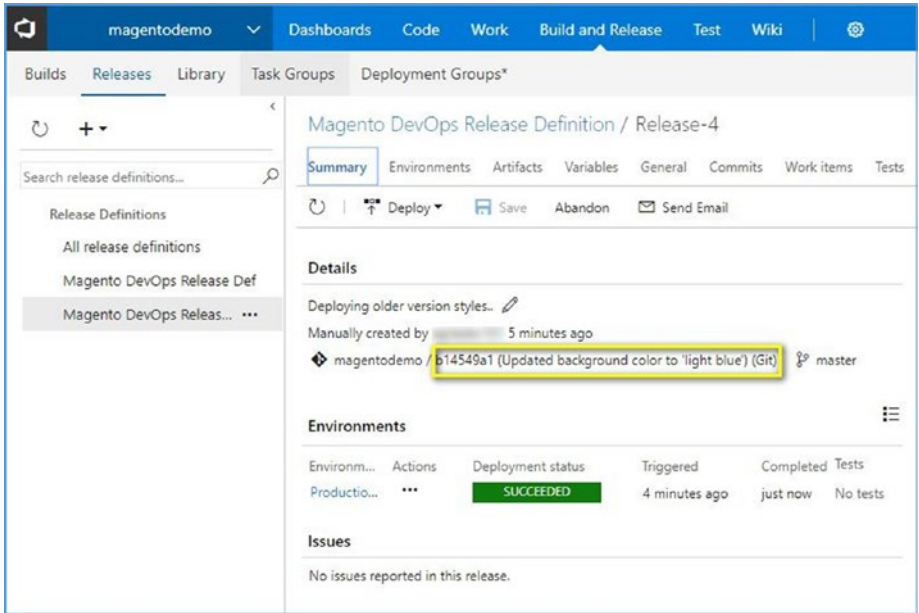 magentodemo Dashboards Code Work Build and Release Test Wiki
Builds Releases Library Task Groups Deployment Groups*
Magento DevOps Release Definition / Release-4
Search release definitions...
Summary Environments Artifacts Variables General Commits Work items Tests
Deploy Save Abandon Send Email
Release Definitions
All release definitions
Magento DevOps Release Def
Magento DevOps Releas... •••
Details
Deploying older version styles..
Manually created by 5 minutes ago
magentodemo / b14549a1 (Updated background color to 'light blue') (Git) master
Environments
Environm... Actions Deployment status Triggered Completed Tests
Productio... ••• SUCCEEDED 4 minutes ago just now No tests
Issues
No issues reported in this release.